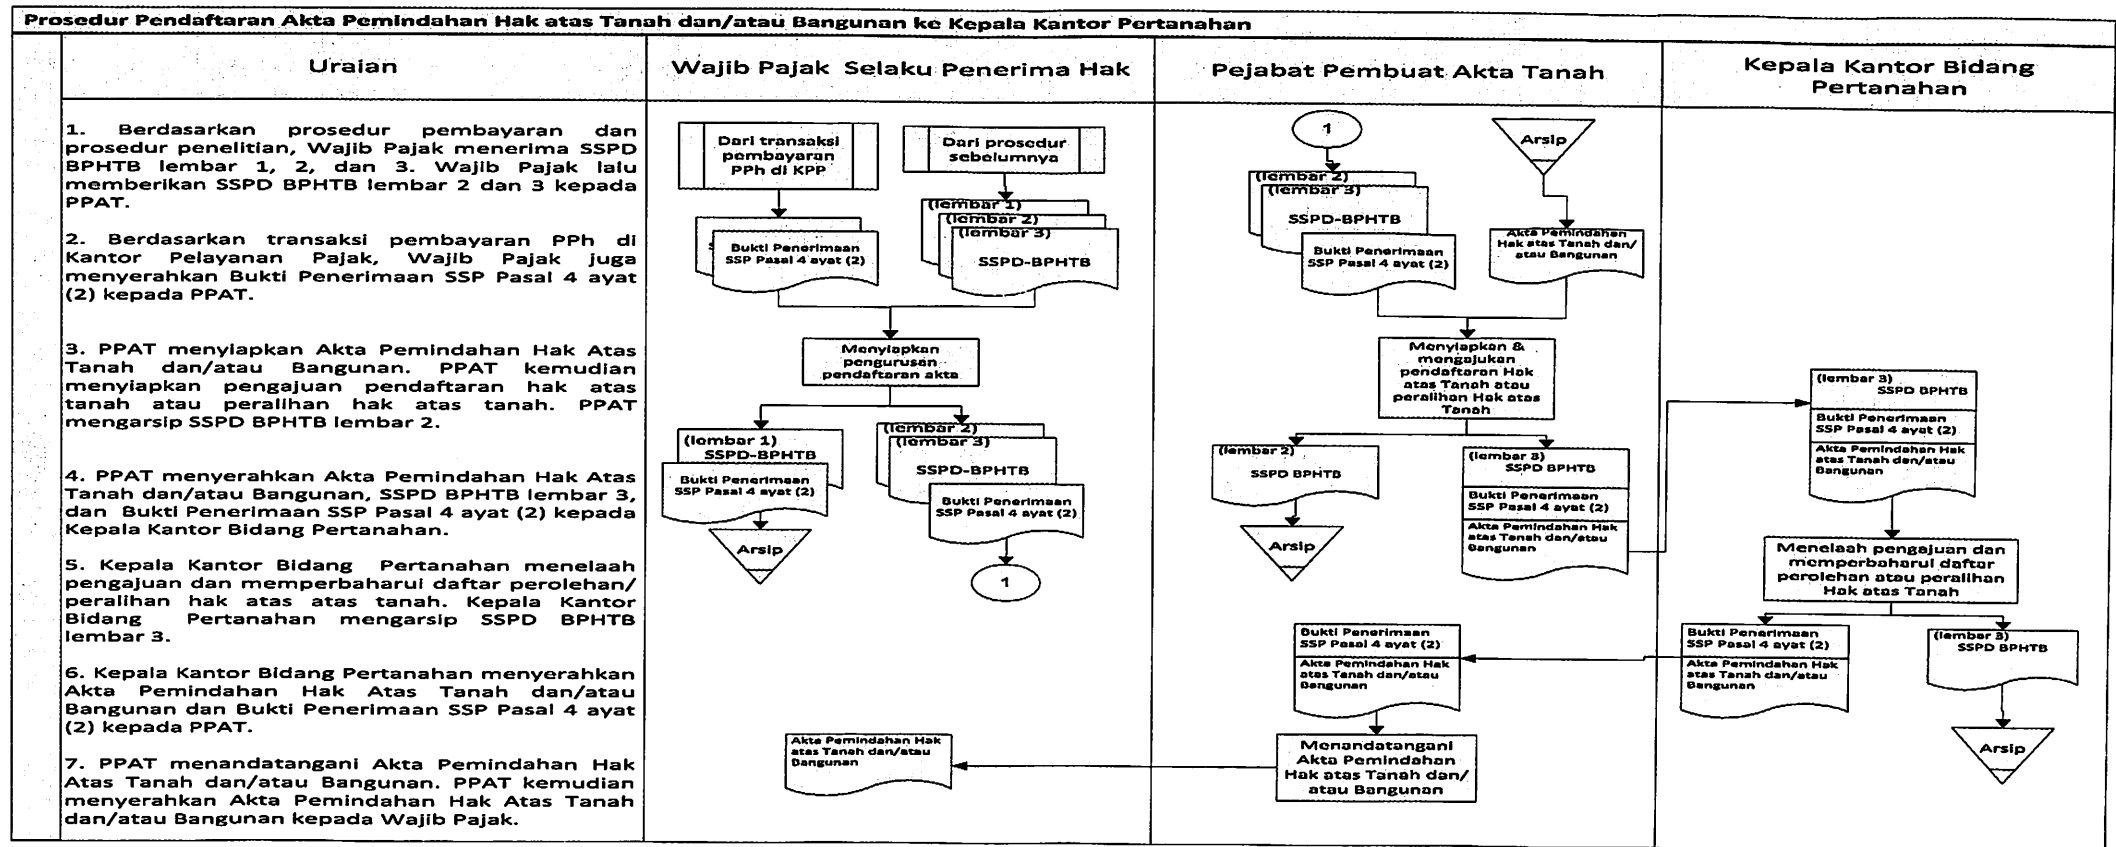 Prosedur Pendaftaran Akta Pemindahan Hak atas Tanah dan/atau Bangunan ke Kepala Kantor Pertanahan
Uraian
Wajib Pajak Selaku Penerima Hak
Pejabat Pembuat Akta Tanah
Kepala Kantor Bidang
Pertanahan
1. Berdasarkan prosedur pembayaran dan
prosedur penelitian, Wajib Pajak menerima SSPD
BPHTB lembar 1, 2, dan 3. Wajib Pajak lalu
memberikan SSPD BPHTB lembar 2 dan 3 kepada
PPAT.
2. Berdasarkan transaksi pembayaran PPh di
Kantor Pelayanan Pajak, Wajib Pajak juga
menyerahkan Bukti Penerimaan SSP Pasal 4 ayat
(2) kepada PPAT.
3. PPAT menyiapkan Akta Pemindahan Hak Atas
Tanah dan/atau Bangunan. PPAT kemudian
menyiapkan pengajuan pendaftaran hak atas
tanah atau peralihan hak atas tanah. PPAT
mengarsip SSPD BPHTB lembar 2.
4. PPAT menyerahkan Akta Pemindahan Hak Atas
Tanah dan/atau Bangunan, SSPD BPHTB lembar 3,
dan Bukti Penerimaan SSP Pasal 4 ayat (2) kepada
Kepala Kantor Bidang Pertanahan.
5. Kepala Kantor Bidang Pertanahan menelaah
pengajuan dan memperbaharui daftar perolehan/
peralihan hak atas atas tanah. Kepala Kantor
Bidang Pertanahan mengarsip SSPD BPHTB
lembar 3.
6. Kepala Kantor Bidang Pertanahan menyerahkan
Akta Pemindahan Hak Atas Tanah dan/atau
Bangunan dan Bukti Penerimaan SSP Pasal 4 ayat
(2) kepada PPAT.
7. PPAT menandatangani Akta Pemindahan Hak
Atas Tanah dan/atau Bangunan. PPAT kemudian
menyerahkan Akta Pemindahan Hak Atas Tanah
dan/atau Bangunan kepada Wajib Pajak.
Dari transaksi
pembayaran
PPh di KPP
Dari prosedur
sebelumnya
Bukti Penerimaan
SSP Pasal 4 ayat (2)
(lembar 1)
(lembar 2)
(lembar 3)
SSPD-BPHTB
Menyiapkan
pengurusan
pendaftaran akta
(lembar 1)
SSPD-BPHTB
Bukti Penerimaan
SSP Pasal 4 ayat (2)
Arsip
(lembar 2)
(lembar 3)
SSPD-BPHTB
Bukti Penerimaan
SSP Pasal 4 ayat (2)
1
Akta Pemindahan Hak
atas Tanah dan/atau
Bangunan
1
(lembar 2)
(lembar 3)
SSPD-BPHTB
Bukti Penerimaan
SSP Pasal 4 ayat (2)
Arsip
Akta Pemindahan
Hak atas Tanah dan/
atau Bangunan
Menyiapkan &
mengajukan
pendaftaran Hak
atas Tanah atau
peralihan Hak atas
Tanah
(lembar 2)
SSPD BPHTB
Arsip
(lembar 3)
SSPD BPHTB
Bukti Penerimaan
SSP Pasal 4 ayat (2)
Akta Pemindahan Hak
atas Tanah dan/atau
Bangunan
Bukti Penerimaan
SSP Pasal 4 ayat (2)
Akta Pemindahan Hak
atas Tanah dan/atau
Bangunan
Menandatangani
Akta Pemindahan
Hak atas Tanah dan/
atau Bangunan
(lembar 3)
SSPD BPHTB
Bukti Penerimaan
SSP Pasal 4 ayat (2)
Akta Pemindahan Hak
atas Tanah dan/atau
Bangunan
Menelaah pengajuan dan
memperbaharui daftar
perolehan atau peralihan
Hak atas Tanah
Bukti Penerimaan
SSP Pasal 4 ayat (2)
Akta Pemindahan Hak
atas Tanah dan/atau
Bangunan
(lembar 3)
SSPD BPHTB
Arsip